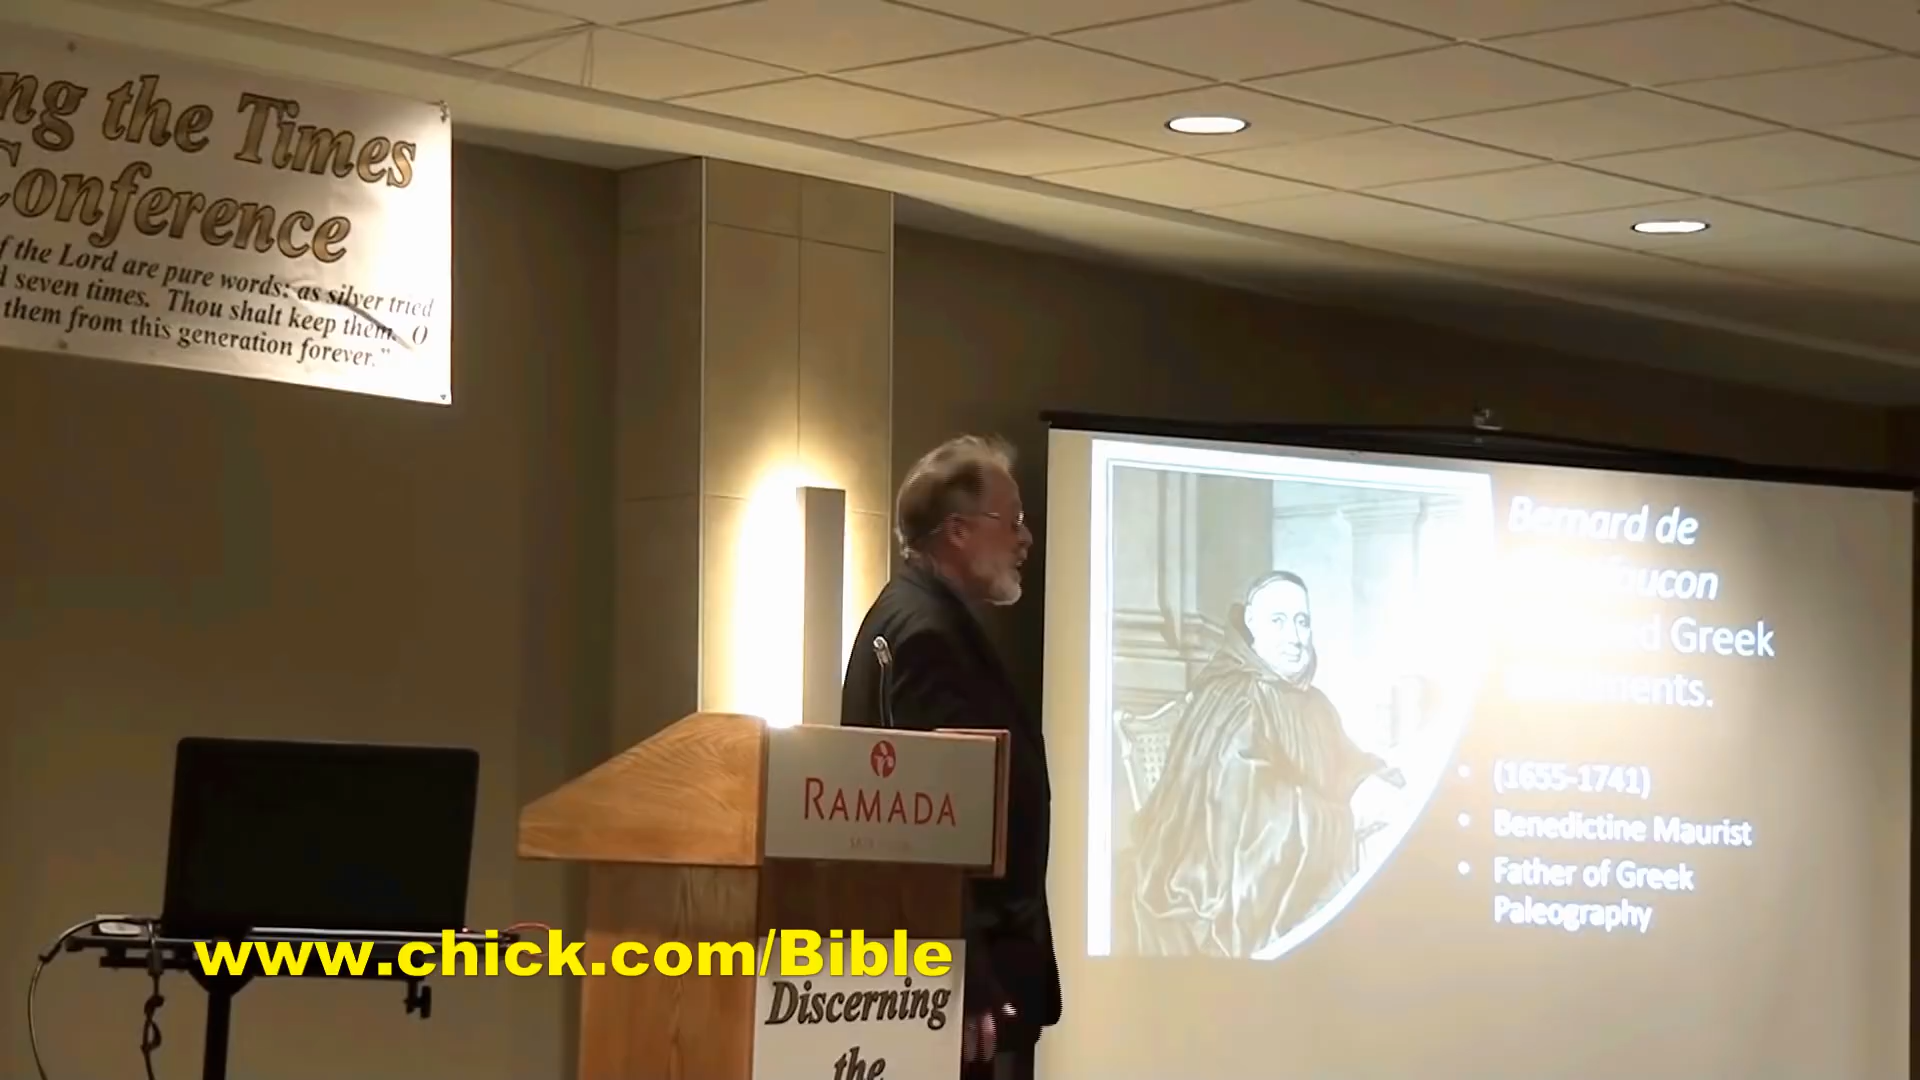 ng the Times
Conference
f the Lord are pure words: as silver tried
d seven times. Thou shalt keep them, O
them from this generation forever."
Bernard de
Greek
(1655-1741)
Benedictine Maurist
Father of Greek
Paleography
RAMADA
www.chick.com/Bible
Discerning
the